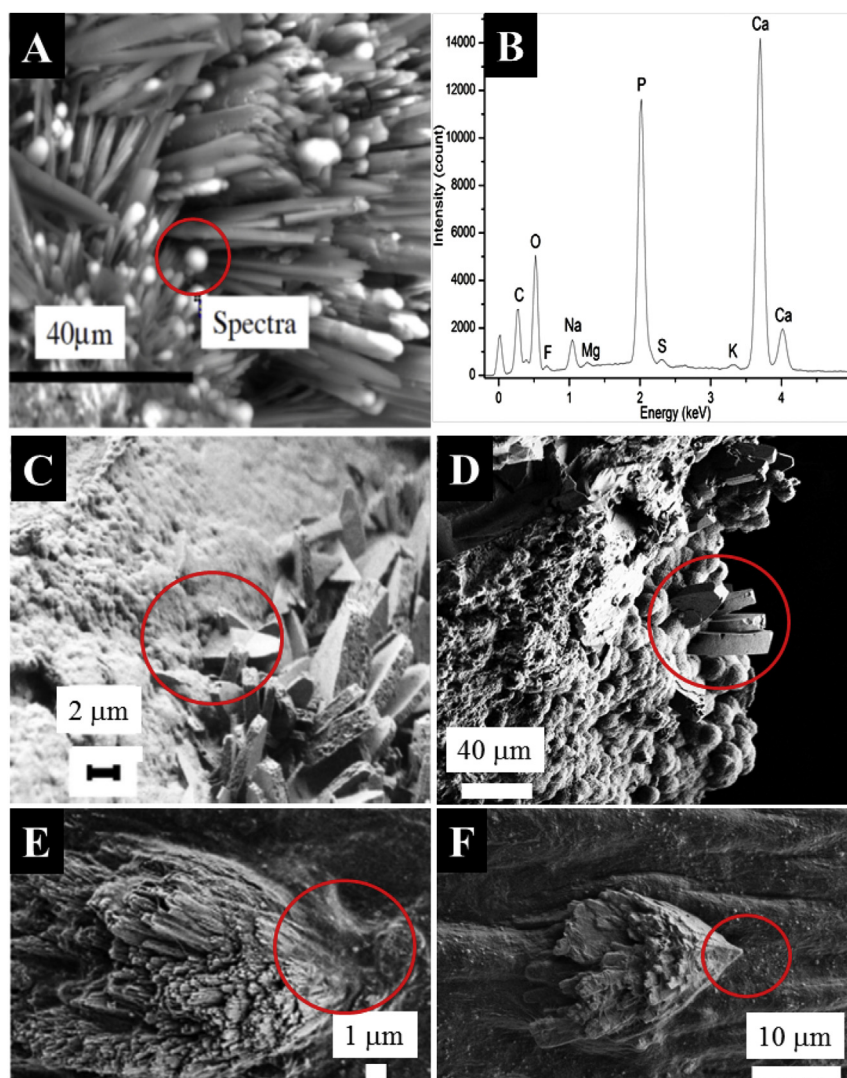 A
40μm
Spectra
B
Intensity (count)
14000
12000
10000
8000
6000
4000
2000
0
C
O
F
Na
Mg
P
S
K
Ca
Ca
0 1 2 3 4
Energy (keV)
C
2 μm
D
40 μm
E
1 μm
F
10 μm